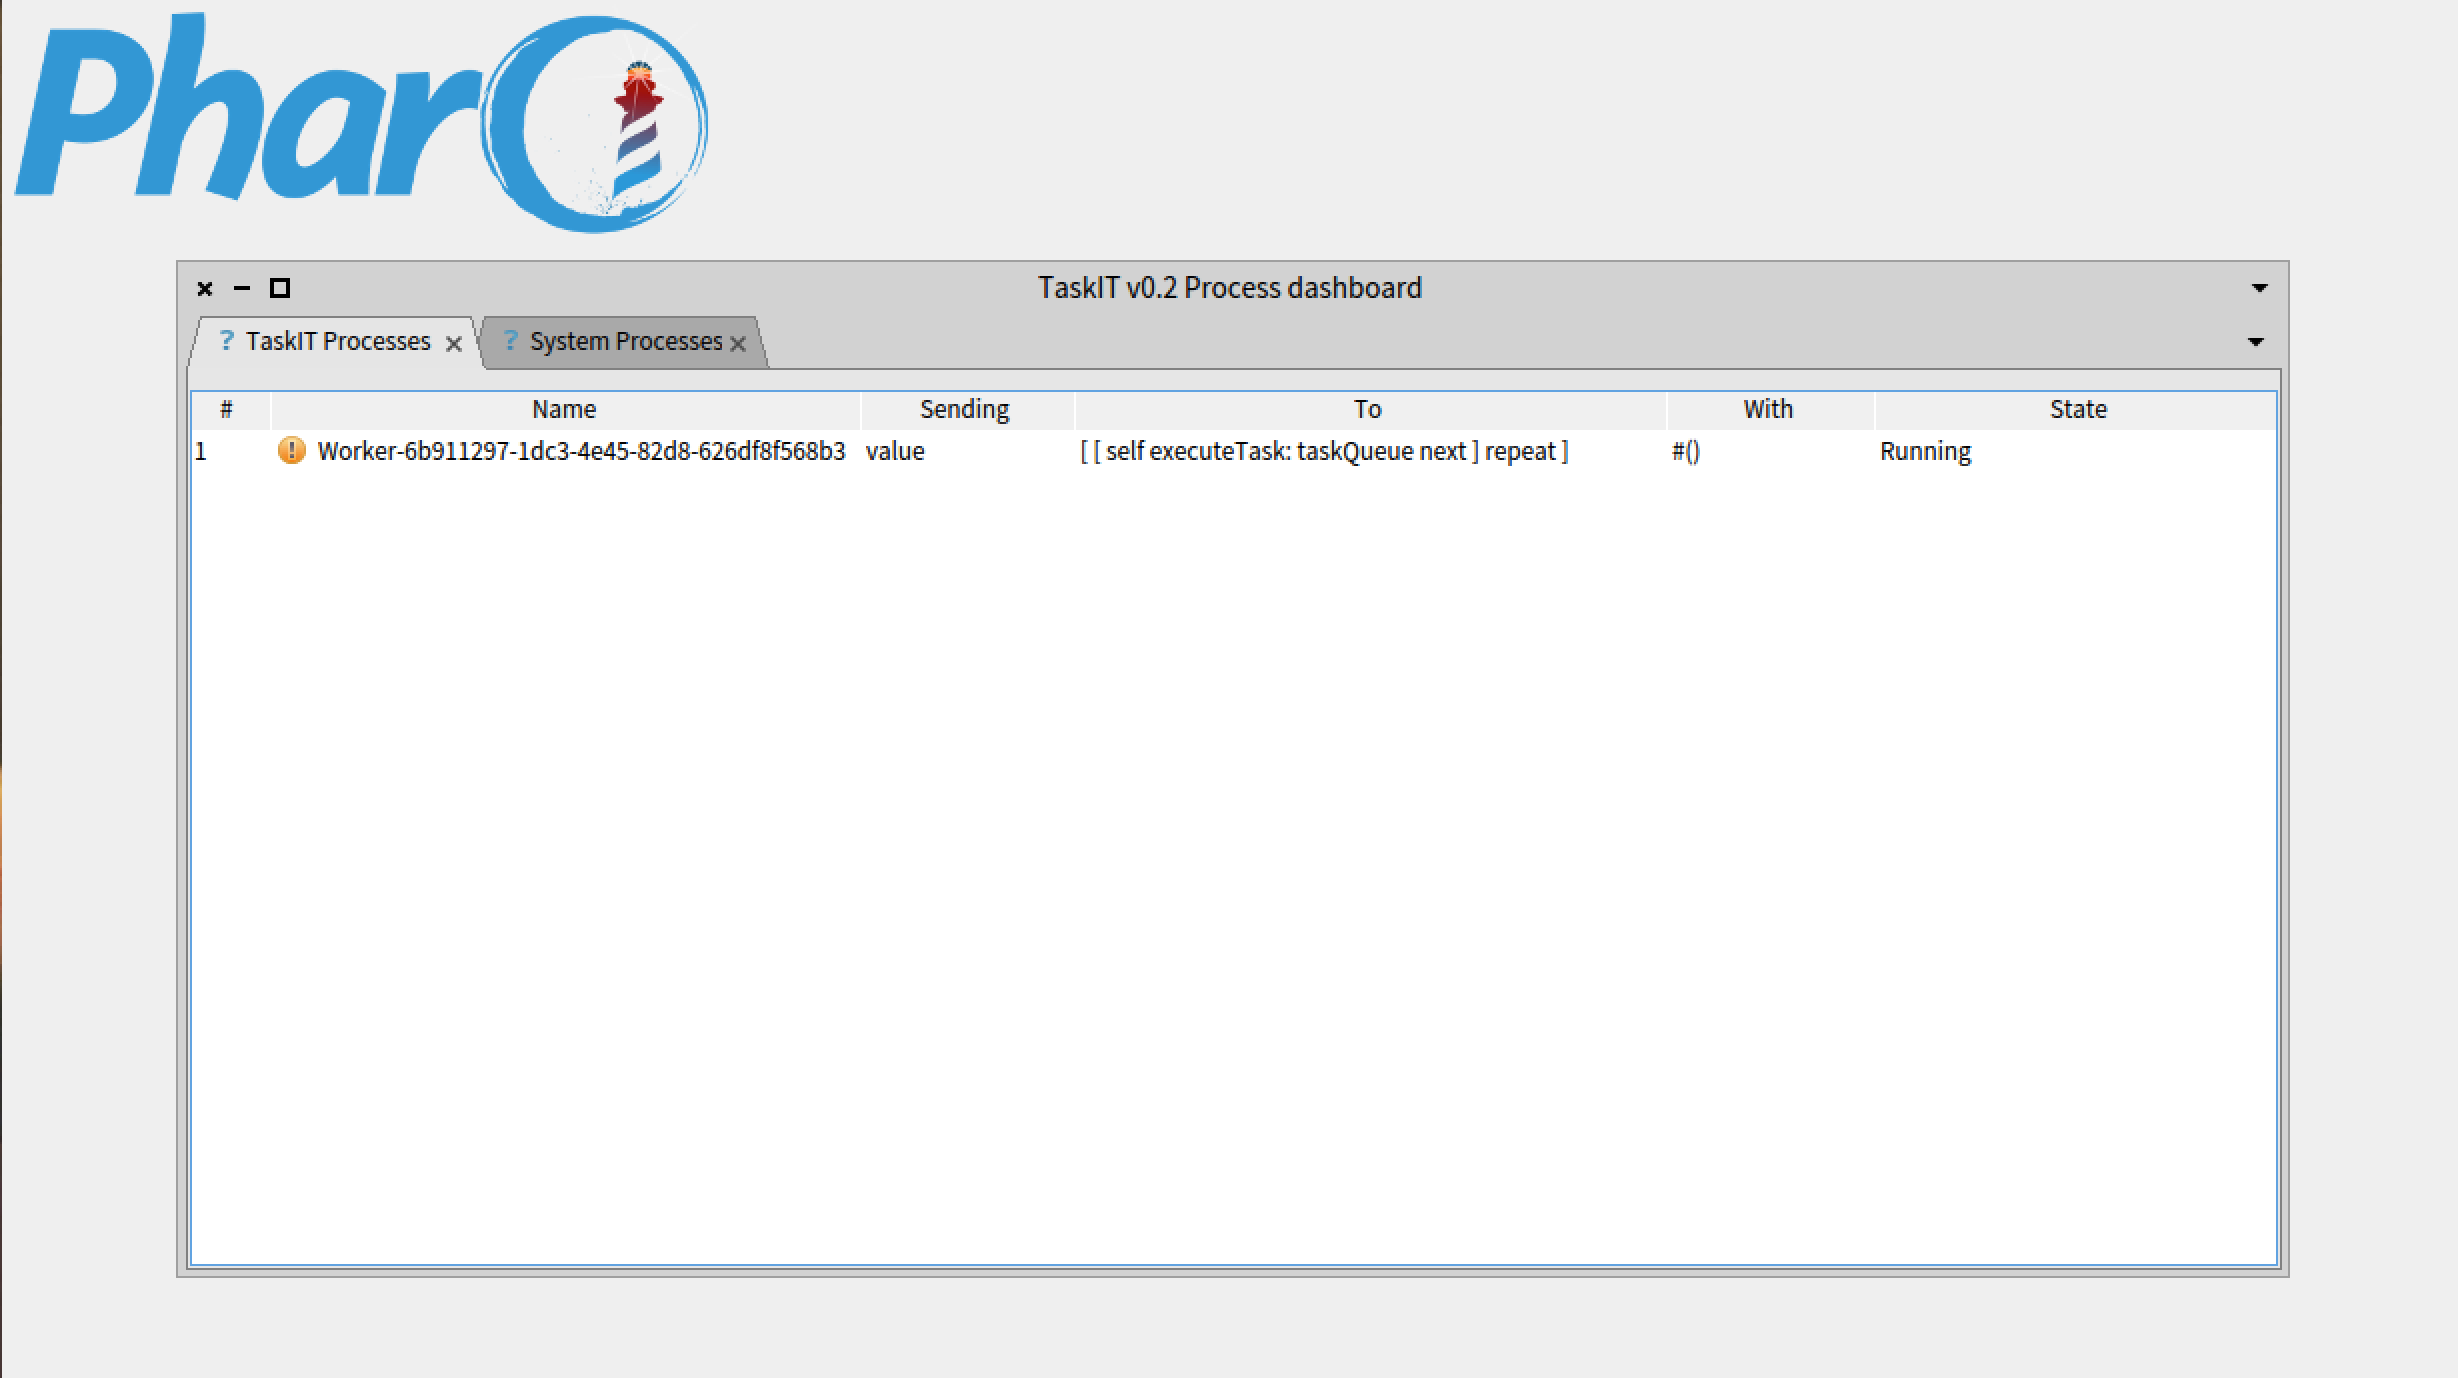 Pharo
TaskIT v0.2 Process dashboard
? TaskIT Processes ? System Processes
# Name Sending To With State
1 Worker-6b911297-1dc3-4e45-82d8-626df8f568b3 value [ [ self executeTask: taskQueue next ] repeat ] #() Running